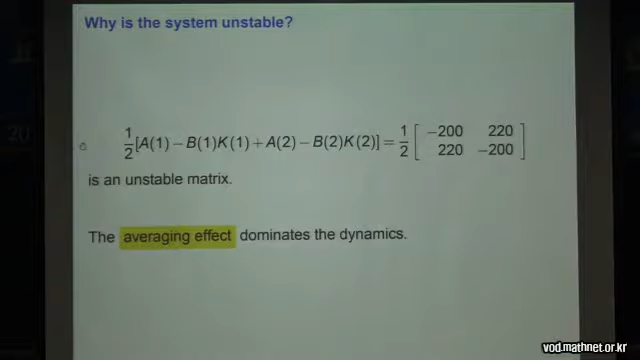 Why is the system unstable?
1/2[A(1) − B(1)K(1) + A(2) − B(2)K(2)] = 1/2 [ −200 220
220 −200 ]
is an unstable matrix.
The averaging effect dominates the dynamics.
20
vod.mathnet.or.kr